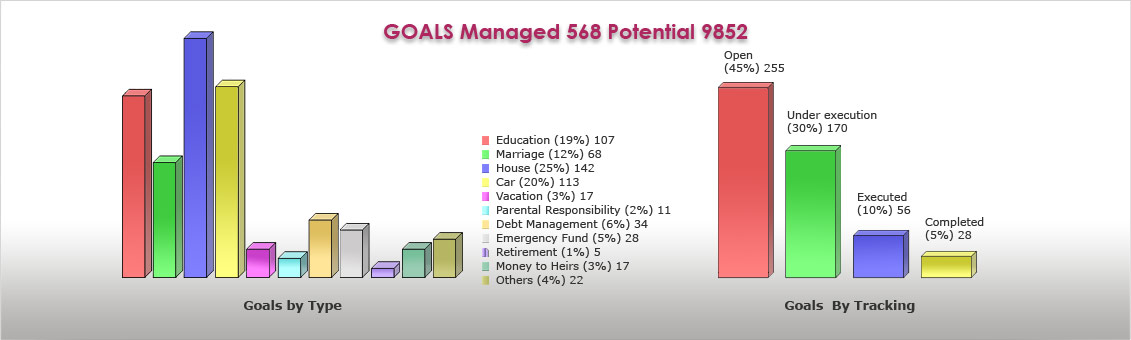 GOALS Managed 568 Potential 9852
Education (19%) 107
Marriage (12%) 68
House (25%) 142
Car (20%) 113
Vacation (3%) 17
Parental Responsibility (2%) 11
Debt Management (6%) 34
Emergency Fund (5%) 28
Retirement (1%) 5
Money to Heirs (3%) 17
Others (4%) 22
Goals by Type
Open
(45%) 255
Under execution
(30%) 170
Executed
(10%) 56
Completed
(5%) 28
Goals  By Tracking